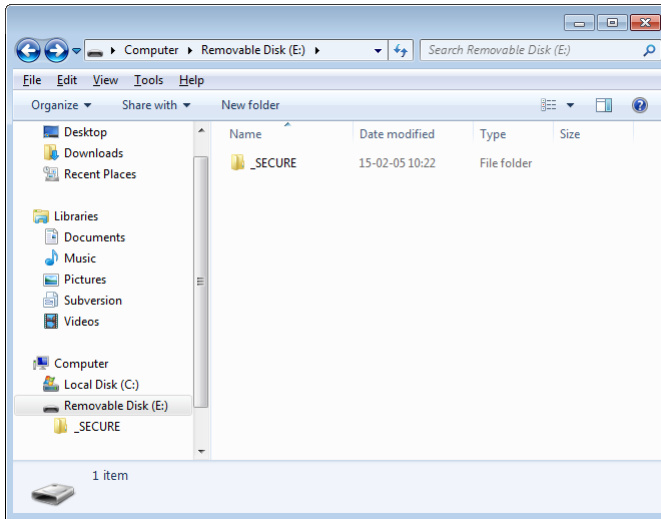 Computer Removable Disk (E:) Search Removable Disk (E:)
File Edit View Tools Help
Organize Share with New folder
Desktop
Downloads
Recent Places
Libraries
Documents
Music
Pictures
Subversion
Videos
Computer
Local Disk (C:)
Removable Disk (E:)
_SECURE
Name Date modified Type Size
_SECURE 15-02-05 10:22 File folder
1 item